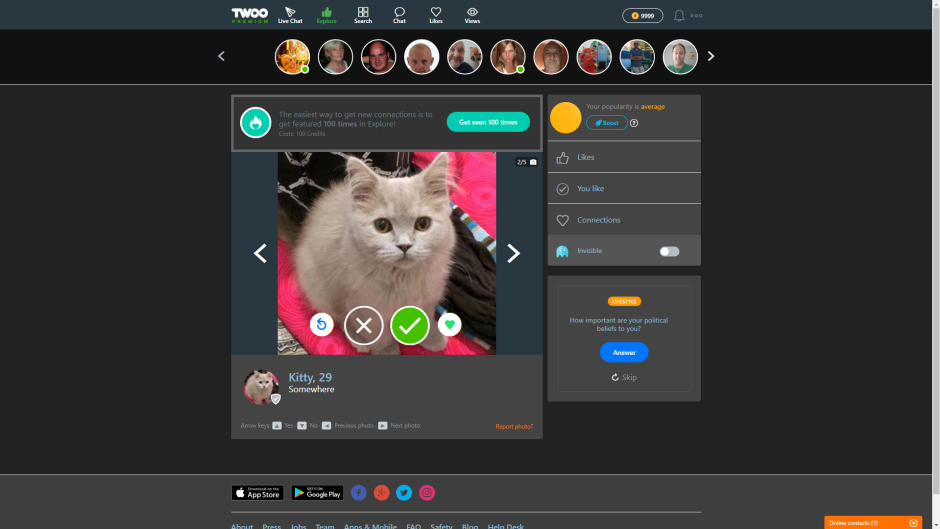 TWOO
PREMIUM
Live Chat
Explore
Search
Chat
Likes
Views
9999
The easiest way to get new connections is to
get featured 100 times in Explore!
Costs: 100 Credits
Get seen 100 times
2/5
Kitty, 29
Somewhere
Arrow keys: Yes · No · Previous photo · Next photo
Report photo?
Your popularity is average
Boost
Likes
You like
Connections
Invisible
LIFESTYLE
How important are your political
beliefs to you?
Answer
Skip
Download on the
App Store
GET IT ON
Google Play
About Press Jobs Team Apps & Mobile FAQ Safety Blog Help Desk
Online contacts (1)